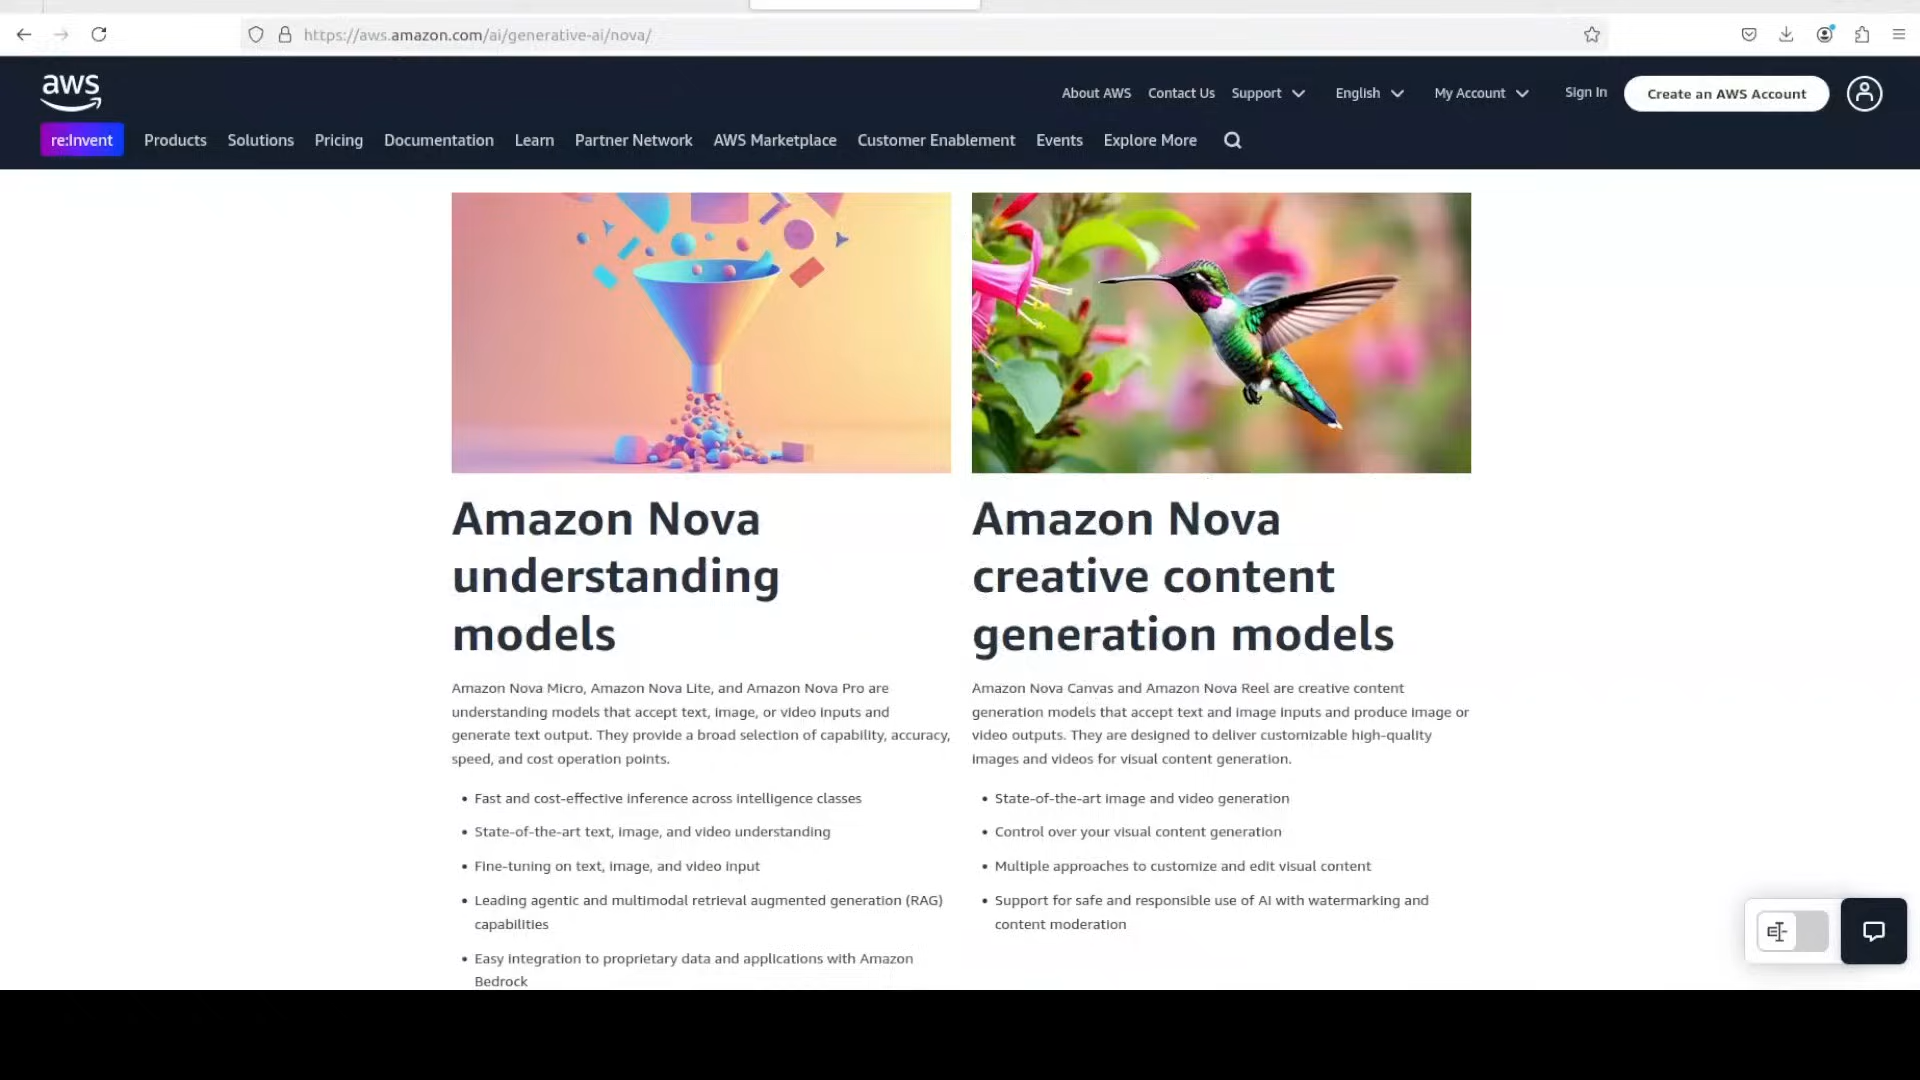 https://aws.amazon.com/ai/generative-ai/nova/
aws
About AWS Contact Us Support English My Account Sign In Create an AWS Account
re:Invent Products Solutions Pricing Documentation Learn Partner Network AWS Marketplace Customer Enablement Events Explore More
Amazon Nova
understanding
models
Amazon Nova Micro, Amazon Nova Lite, and Amazon Nova Pro are
understanding models that accept text, image, or video inputs and
generate text output. They provide a broad selection of capability, accuracy,
speed, and cost operation points.
• Fast and cost-effective inference across intelligence classes
• State-of-the-art text, image, and video understanding
• Fine-tuning on text, image, and video input
• Leading agentic and multimodal retrieval augmented generation (RAG)
capabilities
• Easy integration to proprietary data and applications with Amazon
Bedrock
Amazon Nova
creative content
generation models
Amazon Nova Canvas and Amazon Nova Reel are creative content
generation models that accept text and image inputs and produce image or
video outputs. They are designed to deliver customizable high-quality
images and videos for visual content generation.
• State-of-the-art image and video generation
• Control over your visual content generation
• Multiple approaches to customize and edit visual content
• Support for safe and responsible use of AI with watermarking and
content moderation